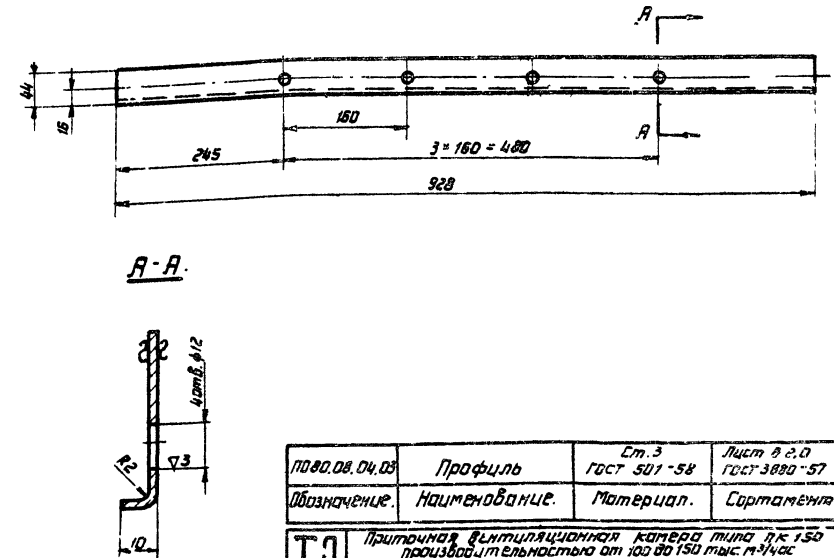 А
44
16
160
А
245
3 × 160 = 480
928
А - А.
4 отв. ф12
R2
▽3
10
П080.08.04.03 Профиль Ст. 3 Лист В 2,0
ГОСТ 501-58 ГОСТ 3680-57
Обозначение. Наименование. Материал. Сортамент
Приточная вентиляционная камера типа ПК 150
производительностью от 100 до 150 тыс м³/час